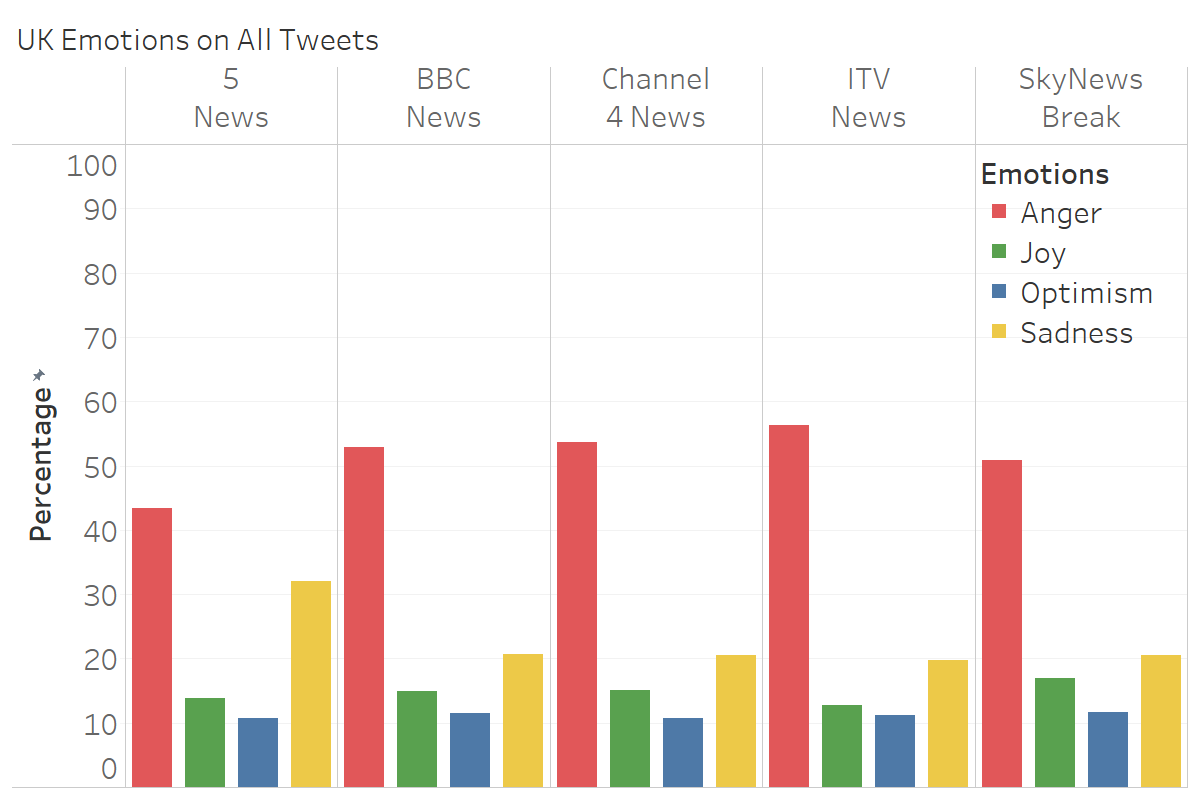 UK Emotions on All Tweets
5 News
BBC News
Channel 4 News
ITV News
SkyNews Break
100
90
80
70
60
50
40
30
20
10
0
Percentage
Emotions
Anger
Joy
Optimism
Sadness